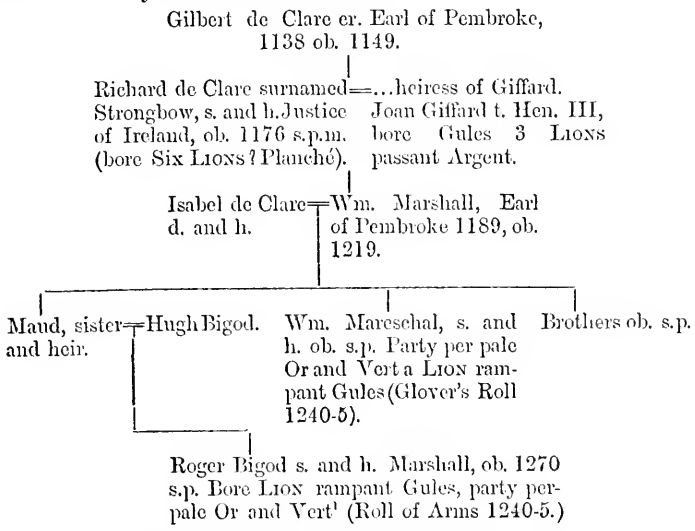 Gilbert de Clare cr. Earl of Pembroke,
1138 ob. 1149.
Richard de Clare surnamed=...heiress of Giffard.
Strongbow, s. and h. Justice Joan Giffard t. Hen. III,
of Ireland, ob. 1176 s.p.m. bore Gules 3 LIONS
(bore Six LIONS? Planché). passant Argent.
Isabel de Clare=Wm. Marshall, Earl
d. and h. of Pembroke 1189, ob.
1219.
Maud, sister=Hugh Bigod. Wm. Mareschal, s. and Brothers ob. s.p.
and heir. h. ob. s.p. Party per pale
Or and Vert a LION ram-
pant Gules (Glover's Roll
1240-5).
Roger Bigod s. and h. Marshall, ob. 1270
s.p. Bore LION rampant Gules, party per-
pale Or and Vert¹ (Roll of Arms 1240-5.)